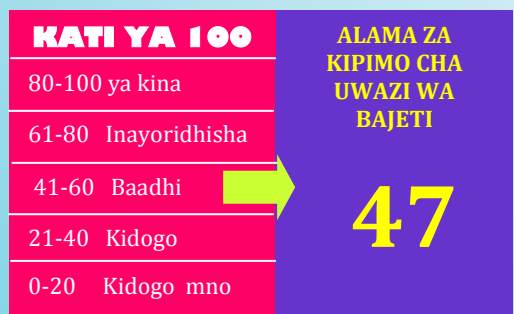 KATI YA 100
80-100 ya kina
61-80 Inayoridhisha
41-60 Baadhi
21-40 Kidogo
0-20 Kidogo mno
ALAMA ZA
KIPIMO CHA
UWAZI WA
BAJETI
47